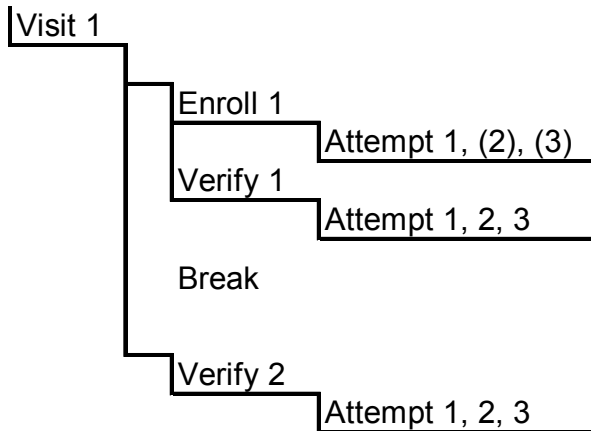 Visit 1
Enroll 1
Attempt 1, (2), (3)
Verify 1
Attempt 1, 2, 3
Break
Verify 2
Attempt 1, 2, 3